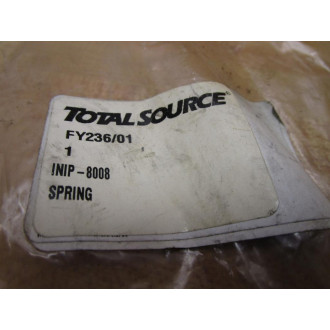 TOTAL SOURCE
FY236/01
1
INIP-8008
SPRING